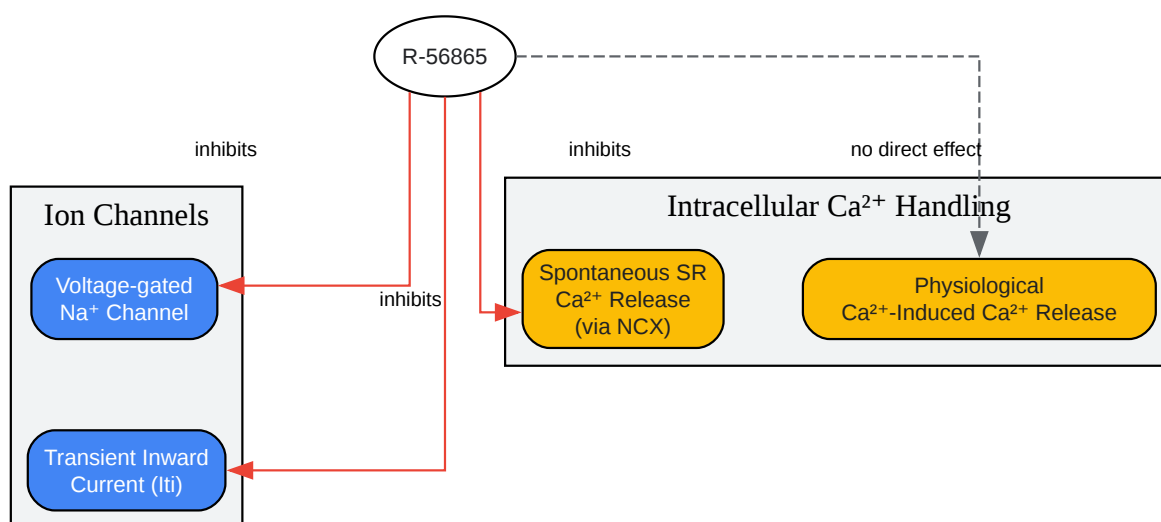 R-56865
inhibits
inhibits
no direct effect
Ion Channels
Intracellular Ca²⁺ Handling
Voltage-gated
Na⁺ Channel
inhibits
Spontaneous SR
Ca²⁺ Release
(via NCX)
Physiological
Ca²⁺-Induced Ca²⁺ Release
Transient Inward
Current (Iti)